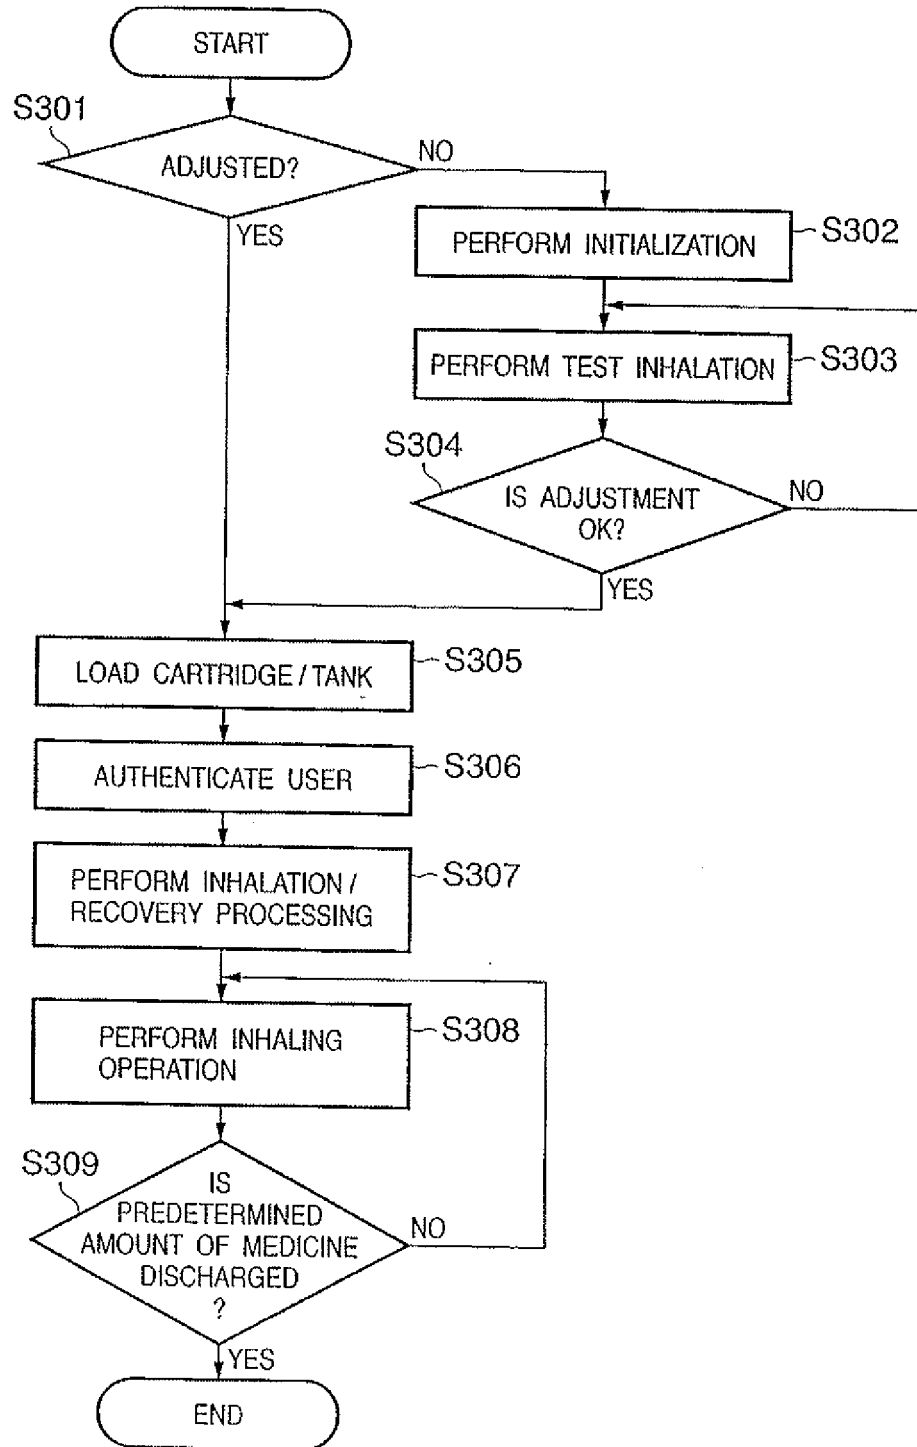 START
S301
ADJUSTED?
NO
YES
PERFORM INITIALIZATION
S302
PERFORM TEST INHALATION
S303
S304
IS ADJUSTMENT
OK?
NO
YES
LOAD CARTRIDGE/TANK
S305
AUTHENTICATE USER
S306
PERFORM INHALATION/
RECOVERY PROCESSING
S307
PERFORM INHALING
OPERATION
S308
S309
IS
PREDETERMINED
AMOUNT OF MEDICINE
DISCHARGED
?
NO
YES
END